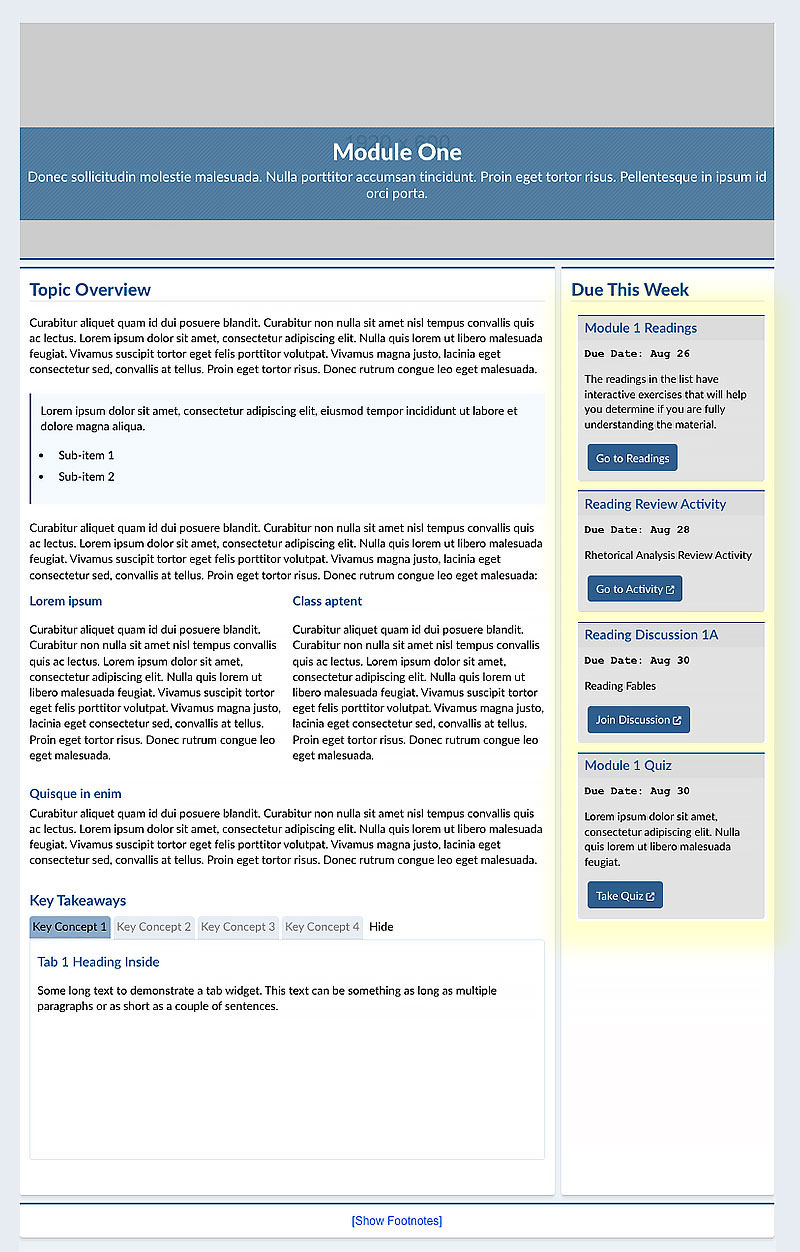 1920 x 600
Module One
Donec sollicitudin molestie malesuada. Nulla porttitor accumsan tincidunt. Proin eget tortor risus. Pellentesque in ipsum id
orci porta.
Topic Overview
Curabitur aliquet quam id dui posuere blandit. Curabitur non nulla sit amet nisl tempus convallis quis
ac lectus. Lorem ipsum dolor sit amet, consectetur adipiscing elit. Nulla quis lorem ut libero malesuada
feugiat. Vivamus suscipit tortor eget felis porttitor volutpat. Vivamus magna justo, lacinia eget
consectetur sed, convallis at tellus. Proin eget tortor risus. Donec rutrum congue leo eget malesuada.
Lorem ipsum dolor sit amet, consectetur adipiscing elit, eiusmod tempor incididunt ut labore et
dolore magna aliqua.
• Sub-item 1
• Sub-item 2
Curabitur aliquet quam id dui posuere blandit. Curabitur non nulla sit amet nisl tempus convallis quis
ac lectus. Lorem ipsum dolor sit amet, consectetur adipiscing elit. Nulla quis lorem ut libero malesuada
feugiat. Vivamus suscipit tortor eget felis porttitor volutpat. Vivamus magna justo, lacinia eget
consectetur sed, convallis at tellus. Proin eget tortor risus. Donec rutrum congue leo eget malesuada:
Lorem ipsum
Curabitur aliquet quam id dui posuere blandit.
Curabitur non nulla sit amet nisl tempus convallis
quis ac lectus. Lorem ipsum dolor sit amet,
consectetur adipiscing elit. Nulla quis lorem ut
libero malesuada feugiat. Vivamus suscipit tortor
eget felis porttitor volutpat. Vivamus magna justo,
lacinia eget consectetur sed, convallis at tellus.
Proin eget tortor risus. Donec rutrum congue leo
eget malesuada.
Class aptent
Curabitur aliquet quam id dui posuere blandit.
Curabitur non nulla sit amet nisl tempus convallis
quis ac lectus. Lorem ipsum dolor sit amet,
consectetur adipiscing elit. Nulla quis lorem ut
libero malesuada feugiat. Vivamus suscipit tortor
eget felis porttitor volutpat. Vivamus magna justo,
lacinia eget consectetur sed, convallis at tellus.
Proin eget tortor risus. Donec rutrum congue leo
eget malesuada.
Quisque in enim
Curabitur aliquet quam id dui posuere blandit. Curabitur non nulla sit amet nisl tempus convallis quis
ac lectus. Lorem ipsum dolor sit amet, consectetur adipiscing elit. Nulla quis lorem ut libero malesuada
feugiat. Vivamus suscipit tortor eget felis porttitor volutpat. Vivamus magna justo, lacinia eget
consectetur sed, convallis at tellus. Proin eget tortor risus. Donec rutrum congue leo eget malesuada.
Key Takeaways
Key Concept 1 Key Concept 2 Key Concept 3 Key Concept 4 Hide
Tab 1 Heading Inside
Some long text to demonstrate a tab widget. This text can be something as long as multiple
paragraphs or as short as a couple of sentences.
Due This Week
Module 1 Readings
Due Date: Aug 26
The readings in the list have
interactive exercises that will help
you determine if you are fully
understanding the material.
Go to Readings
Reading Review Activity
Due Date: Aug 28
Rhetorical Analysis Review Activity
Go to Activity
Reading Discussion 1A
Due Date: Aug 30
Reading Fables
Join Discussion
Module 1 Quiz
Due Date: Aug 30
Lorem ipsum dolor sit amet,
consectetur adipiscing elit. Nulla
quis lorem ut libero malesuada
feugiat.
Take Quiz
[Show Footnotes]